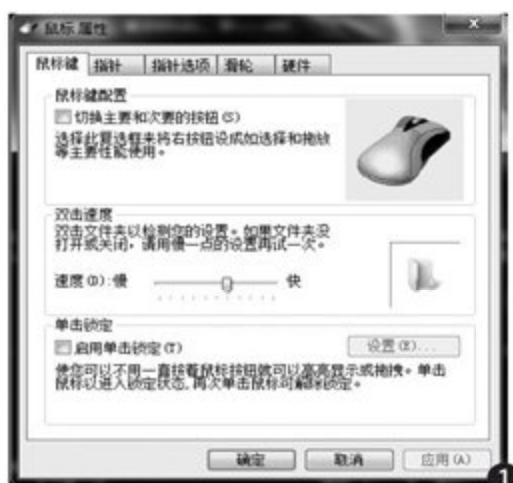 鼠标 属性
鼠标键 指针 指针选项 滑轮 硬件
鼠标键配置
切换主要和次要的按钮(S)
选择此复选框来将右按钮设成如选择和拖放
等主要性能使用。
双击速度
双击文件夹以检测您的设置。如果文件夹没
打开或关闭,请用慢一点的设置再试一次。
速度(D):慢 快
单击锁定
启用单击锁定(T) 设置(E)...
使您可以不用一直按着鼠标按钮就可以高亮显示或拖拽。单击
鼠标以进入锁定状态,再次单击鼠标可解除锁定。
确定 取消 应用(A)
1